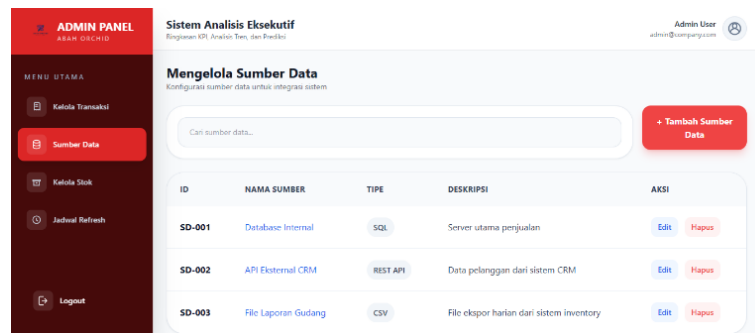 ADMIN PANEL
ABAH ORCHID
MENU UTAMA
Kelola Transaksi
Sumber Data
Kelola Stok
Jadwal Refresh
Logout
Sistem Analisis Eksekutif
Ringkasan KPI, Analisis Tren, dan Prediksi
Admin User
admin@company.com
Mengelola Sumber Data
Konfigurasi sumber data untuk integrasi sistem
Cari sumber data...
+ Tambah Sumber
Data
ID NAMA SUMBER TIPE DESKRIPSI AKSI
SD-001 Database Internal SQL Server utama penjualan Edit Hapus
SD-002 API Eksternal CRM REST API Data pelanggan dari sistem CRM Edit Hapus
SD-003 File Laporan Gudang CSV File ekspor harian dari sistem inventory Edit Hapus